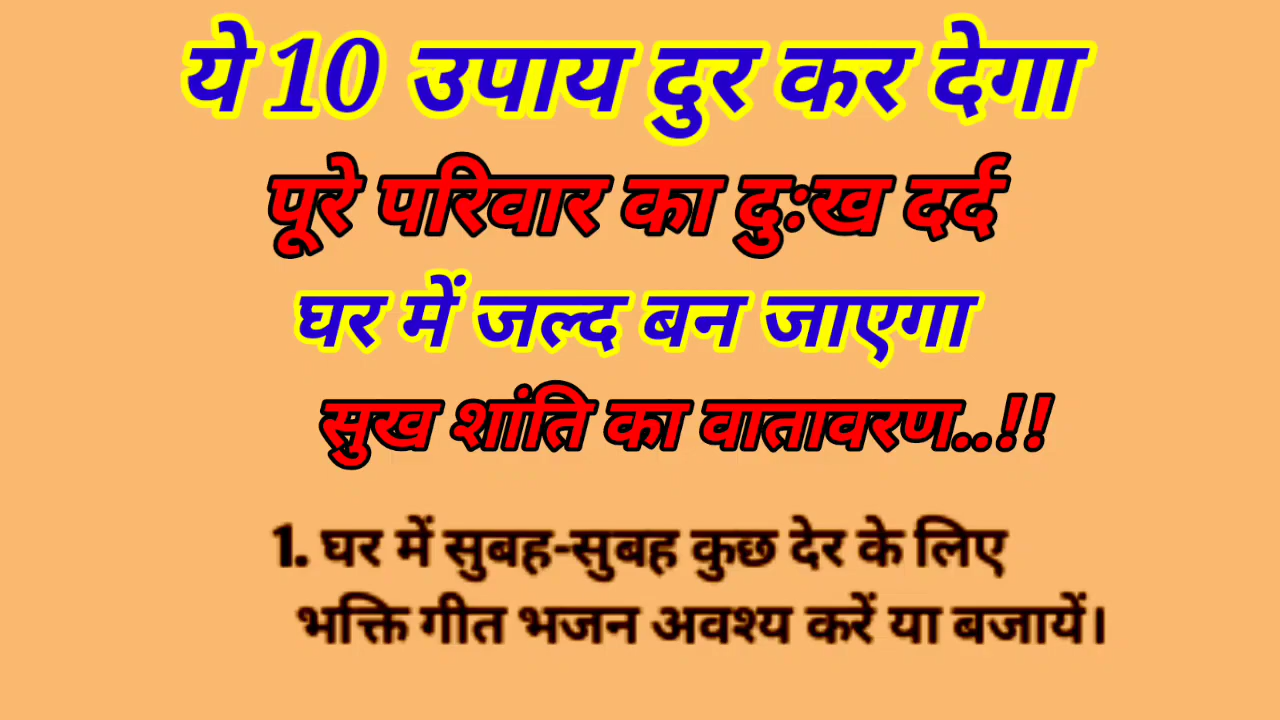 ये 10 उपाय दुर कर देगा
पूरे परिवार का दुःख दर्द
घर में जल्द बन जाएगा
सुख शांति का वातावरण..!!
1. घर में सुबह-सुबह कुछ देर के लिए
भक्ति गीत भजन अवश्य करें या बजायें।